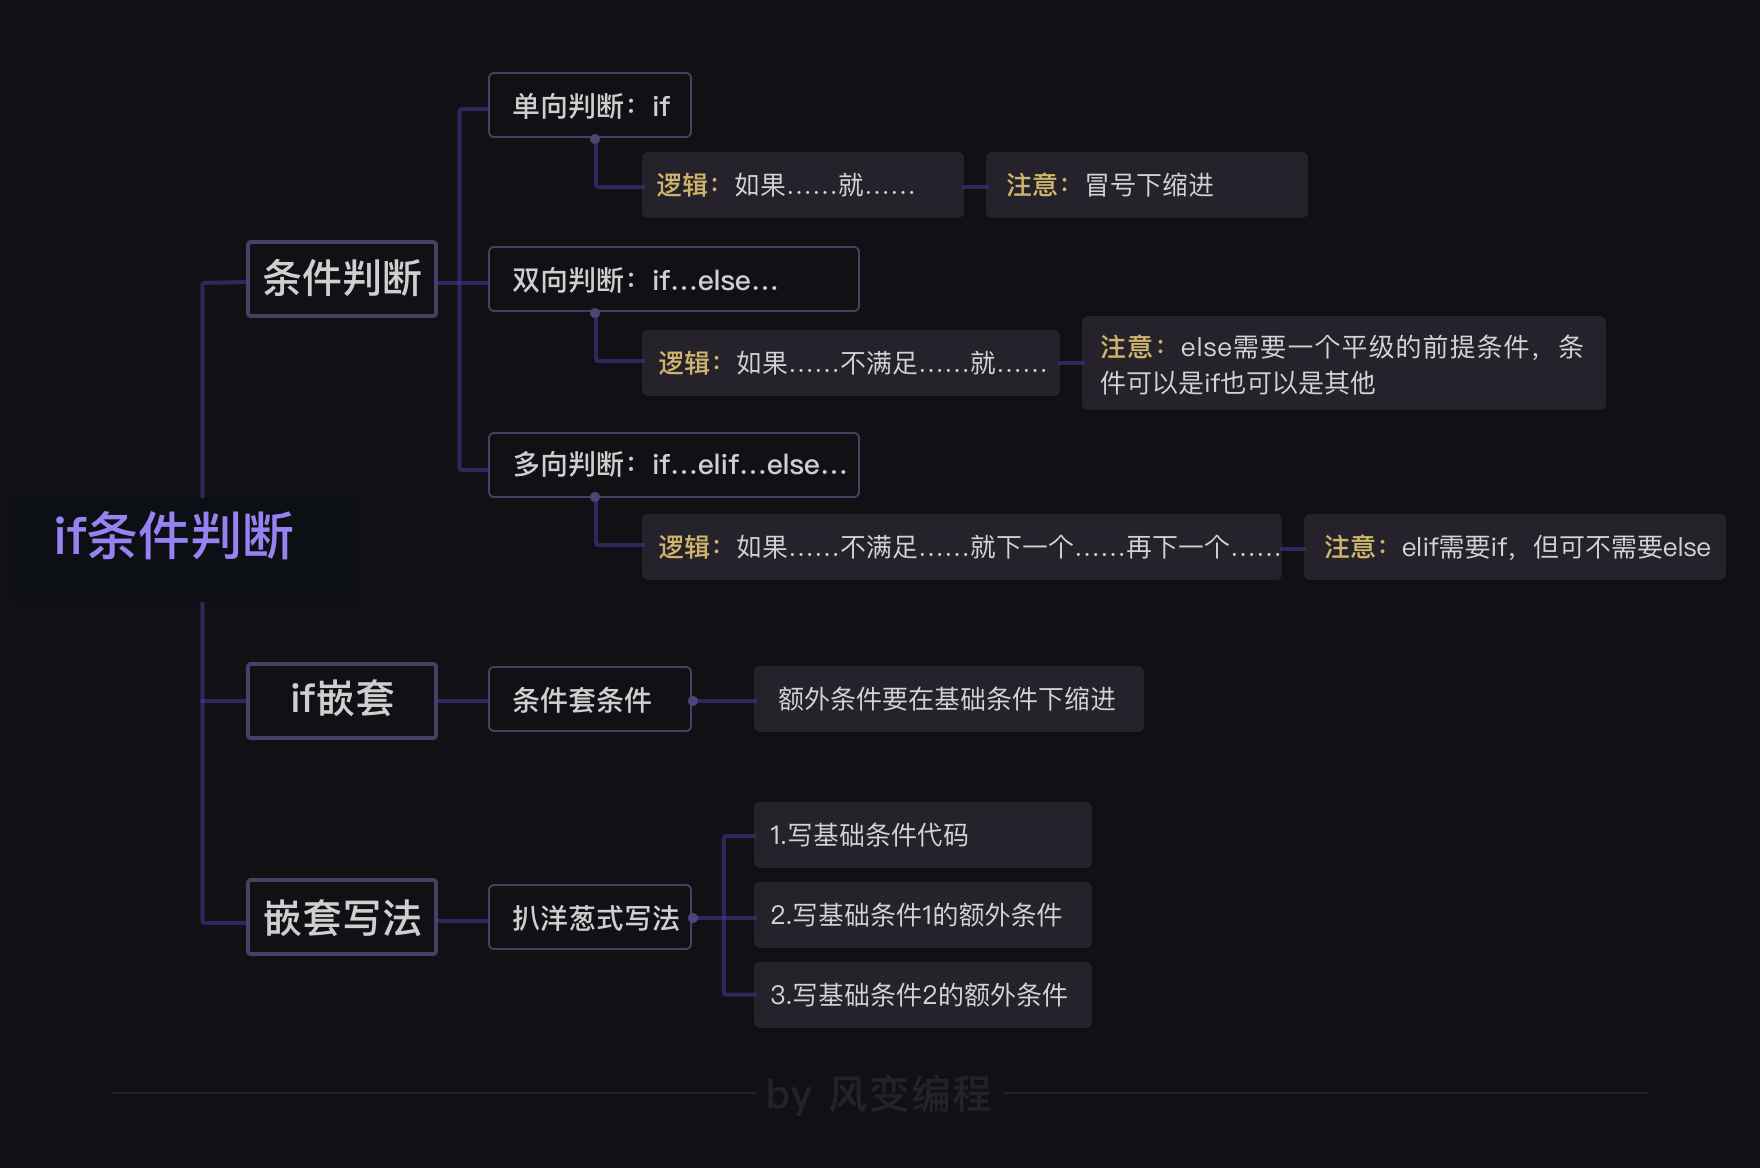 单向判断：if
逻辑：如果……就……
注意：冒号下缩进
条件判断
双向判断：if…else…
逻辑：如果……不满足……就……
注意：else需要一个平级的前提条件，条
件可以是if也可以是其他
多向判断：if…elif…else…
逻辑：如果……不满足……就下一个……再下一个……
注意：elif需要if，但可不需要else
if条件判断
if嵌套
条件套条件
额外条件要在基础条件下缩进
嵌套写法
扒洋葱式写法
1.写基础条件代码
2.写基础条件1的额外条件
3.写基础条件2的额外条件
by 风变编程